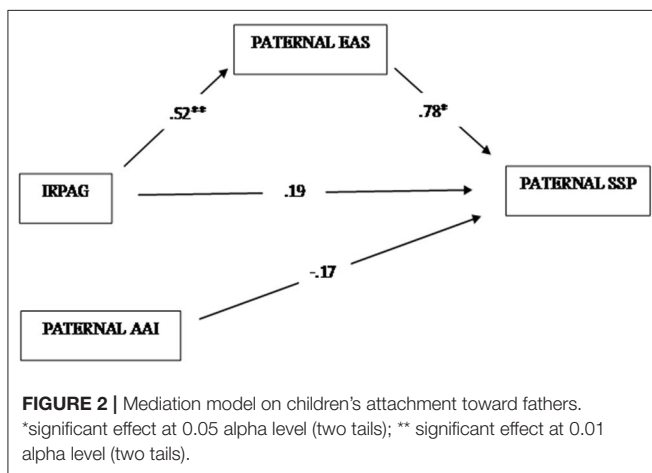 PATERNAL EAS
.52**
.78*
IRPAG
.19
PATERNAL SSP
-.17
PATERNAL AAI
FIGURE 2 | Mediation model on children's attachment toward fathers.
*significant effect at 0.05 alpha level (two tails); ** significant effect at 0.01
alpha level (two tails).